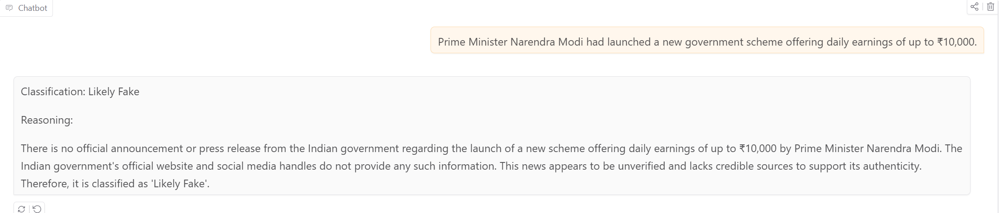 Chatbot
Prime Minister Narendra Modi had launched a new government scheme offering daily earnings of up to ₹10,000.
Classification: Likely Fake
Reasoning:
There is no official announcement or press release from the Indian government regarding the launch of a new scheme offering daily earnings of up to ₹10,000 by Prime Minister Narendra Modi. The
Indian government's official website and social media handles do not provide any such information. This news appears to be unverified and lacks credible sources to support its authenticity.
Therefore, it is classified as 'Likely Fake'.